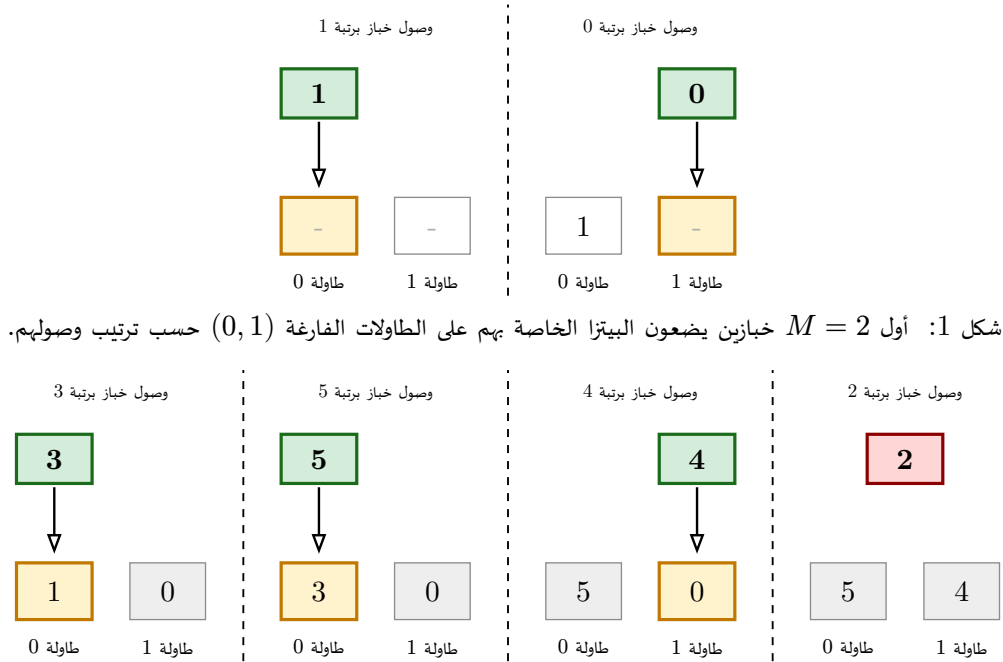 وصول خباز برتبة 0
وصول خباز برتبة 1
0
1
-
1
-
-
طاولة 1
طاولة 0
طاولة 1
طاولة 0
شكل 1: أول M = 2 خبازين يضعون البيتزا الخاصة بهم على الطاولات الفارغة (0, 1) حسب ترتيب وصولهم.
وصول خباز برتبة 2
وصول خباز برتبة 4
وصول خباز برتبة 5
وصول خباز برتبة 3
2
4
5
3
4
5
0
5
0
3
0
1
طاولة 1
طاولة 0
طاولة 1
طاولة 0
طاولة 1
طاولة 0
طاولة 1
طاولة 0